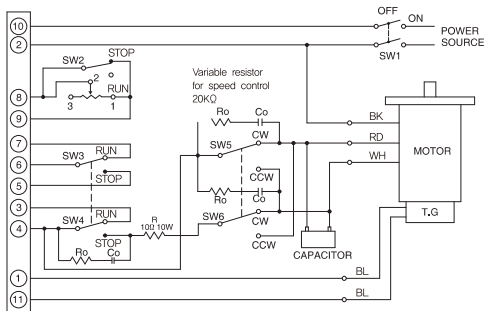 10
OFF
ON
POWER
SOURCE
2
SW1
SW2
STOP
2
RUN
8
3
1
9
Variable resistor
for speed control
20KΩ
Ro
Co
BK
7
SW5
CW
RD
MOTOR
SW3
RUN
6
WH
CCW
5
STOP
Ro
Co
3
SW4
RUN
R
10Ω 10W
SW6
CW
T.G
4
STOP
CCW
Ro
Co
CAPACITOR
1
BL
11
BL